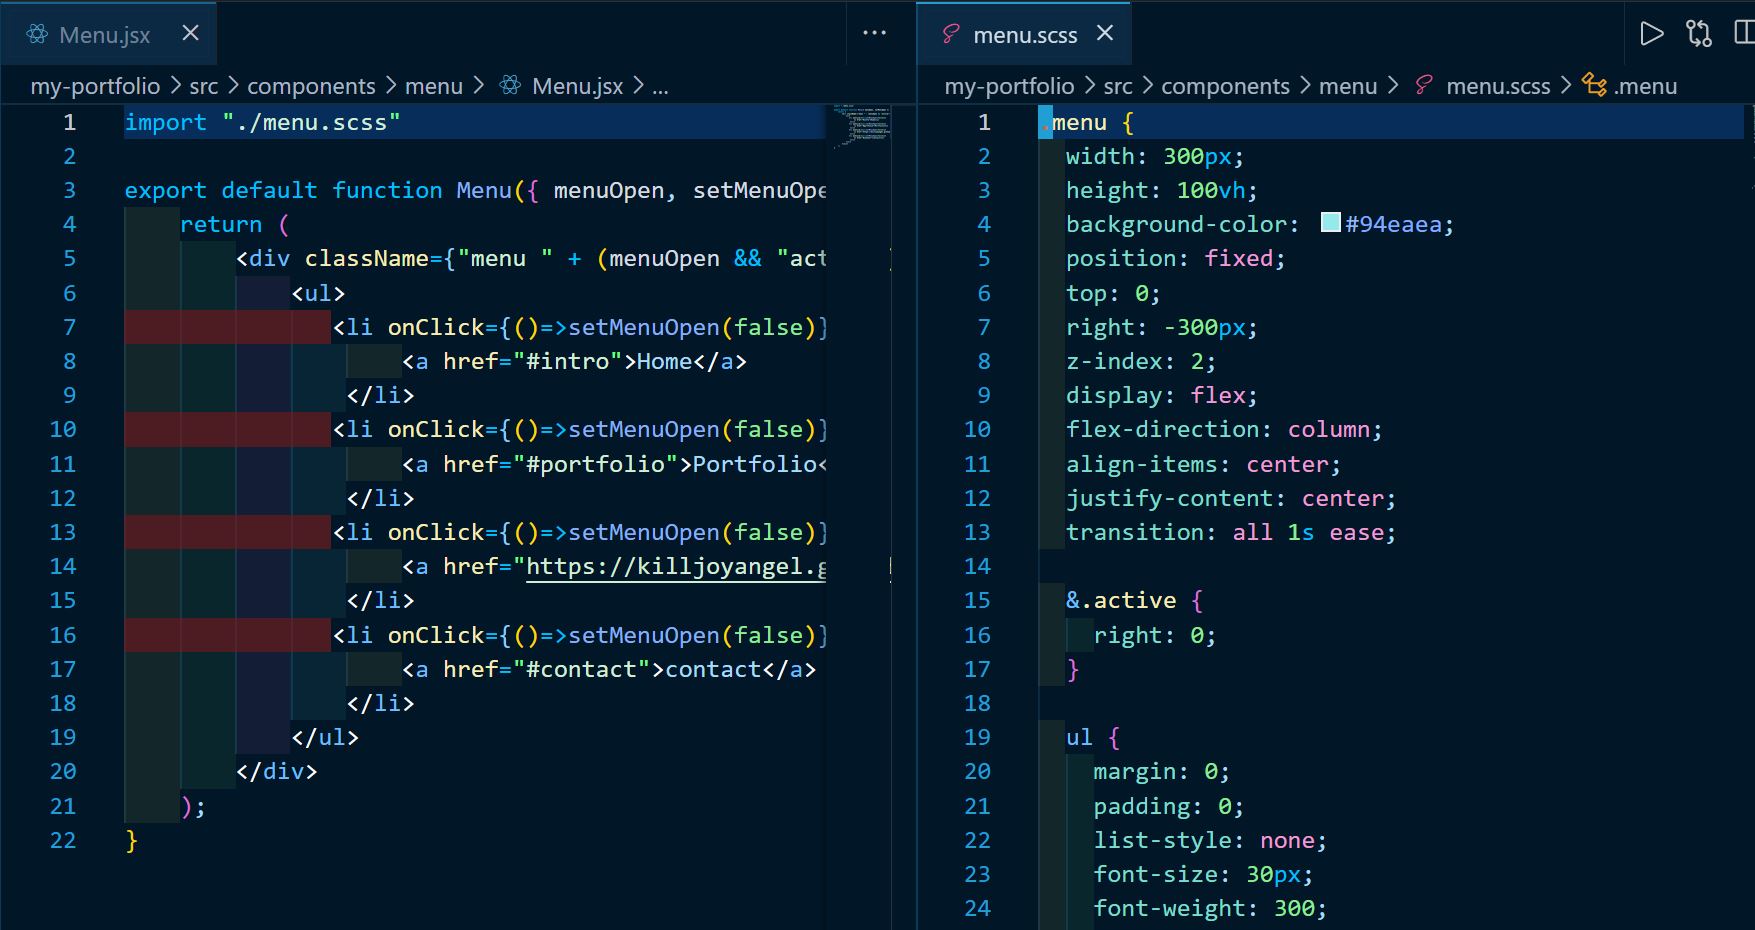 Menu.jsx
my-portfolio > src > components > menu > Menu.jsx > ...
1 import "./menu.scss"
2
3 export default function Menu({ menuOpen,
4 return (
5 <div className={"menu " + (menuOpen &&
6 <ul>
7 <li onClick={()=>setMenuOpen(false)}
8 <a href="#intro">Home</a>
9 </li>
10 <li onClick={()=>setMenuOpen(false)}
11 <a href="#portfolio">Portfolio<
12 </li>
13 <li onClick={()=>setMenuOpen(false)}
14 <a href="https://killjoyangel.g
15 </li>
16 <li onClick={()=>setMenuOpen(false)}
17 <a href="#contact">contact</a>
18 </li>
19 </ul>
20 </div>
21 );
22 }
menu.scss
my-portfolio > src > components > menu > menu.scss > .menu
1 .menu {
2 width: 300px;
3 height: 100vh;
4 background-color: #94eaea;
5 position: fixed;
6 top: 0;
7 right: -300px;
8 z-index: 2;
9 display: flex;
10 flex-direction: column;
11 align-items: center;
12 justify-content: center;
13 transition: all 1s ease;
14
15 &.active {
16 right: 0;
17 }
18
19 ul {
20 margin: 0;
21 padding: 0;
22 list-style: none;
23 font-size: 30px;
24 font-weight: 300;